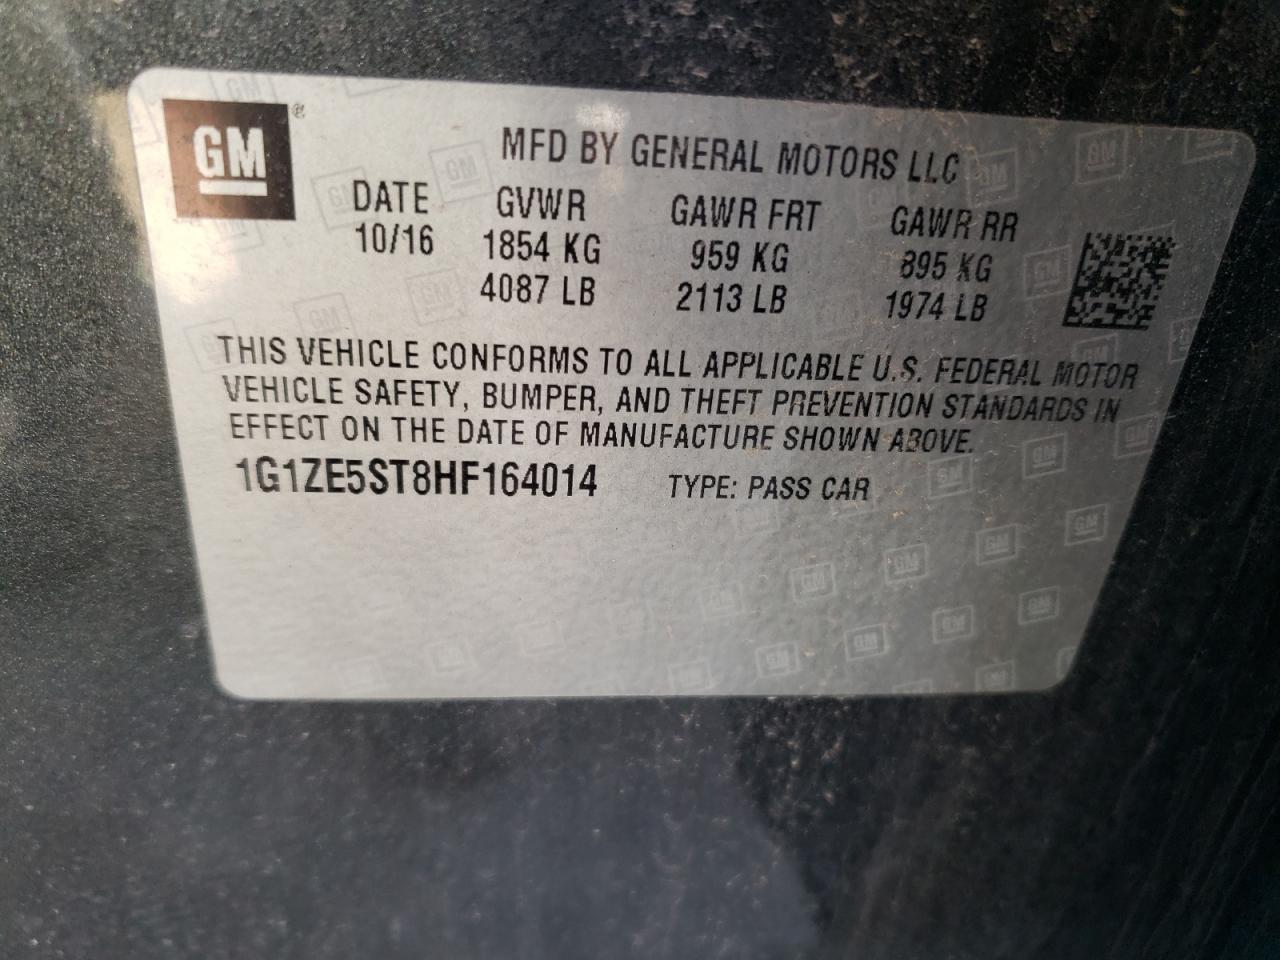 GM®
MFD BY GENERAL MOTORS LLC
DATE GVWR GAWR FRT GAWR RR
10/16 1854 KG 959 KG 895 KG
4087 LB 2113 LB 1974 LB
THIS VEHICLE CONFORMS TO ALL APPLICABLE U.S. FEDERAL MOTOR
VEHICLE SAFETY, BUMPER, AND THEFT PREVENTION STANDARDS IN
EFFECT ON THE DATE OF MANUFACTURE SHOWN ABOVE.
1G1ZE5ST8HF164014 TYPE: PASS CAR